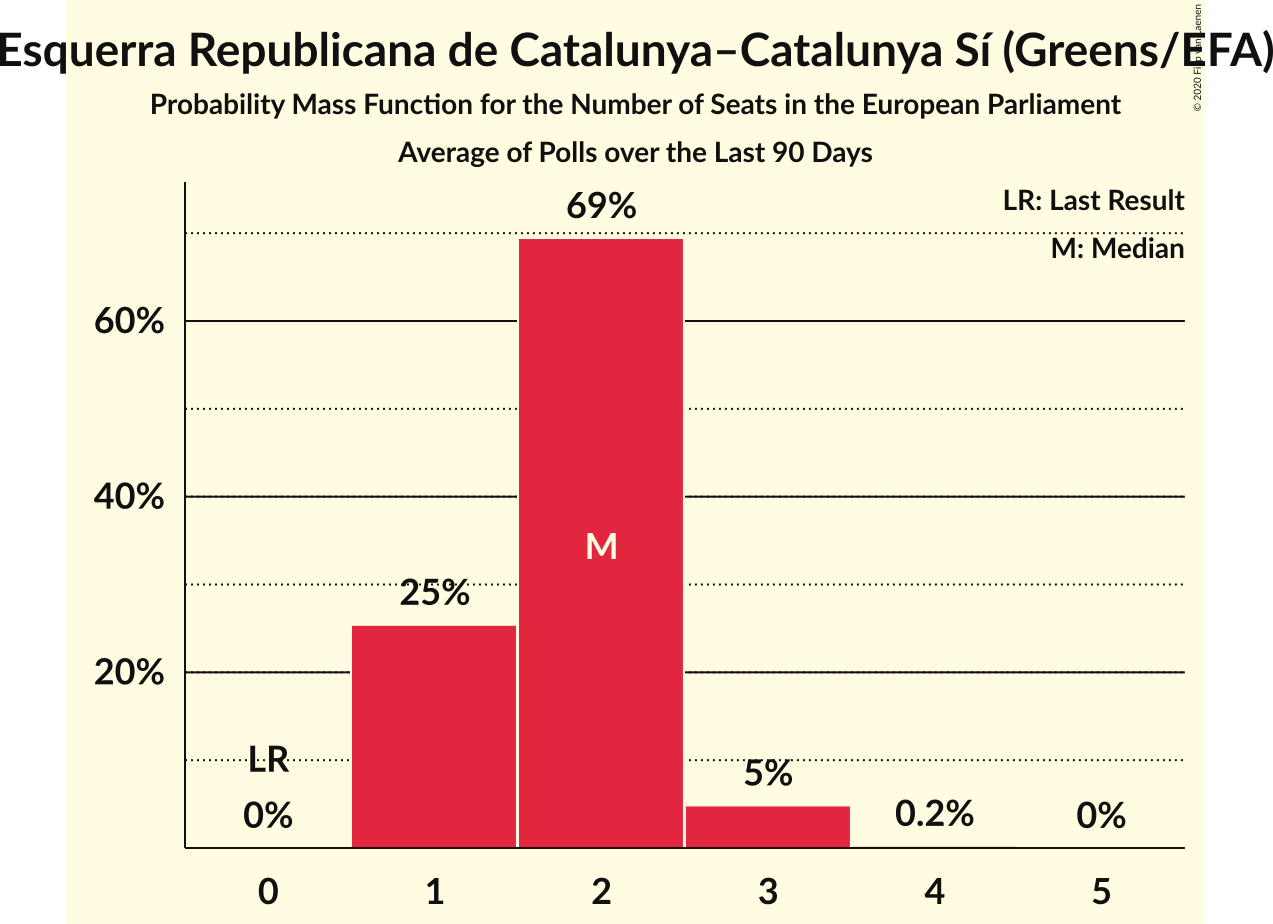 Esquerra Republicana de Catalunya–Catalunya Sí (Greens/EFA)
Probability Mass Function for the Number of Seats in the European Parliament
Average of Polls over the Last 90 Days
© 2020
LR: Last Result
M: Median
69%
60%
40%
M
25%
20%
LR
5%
0%
0.2%
0%
0 1 2 3 4 5